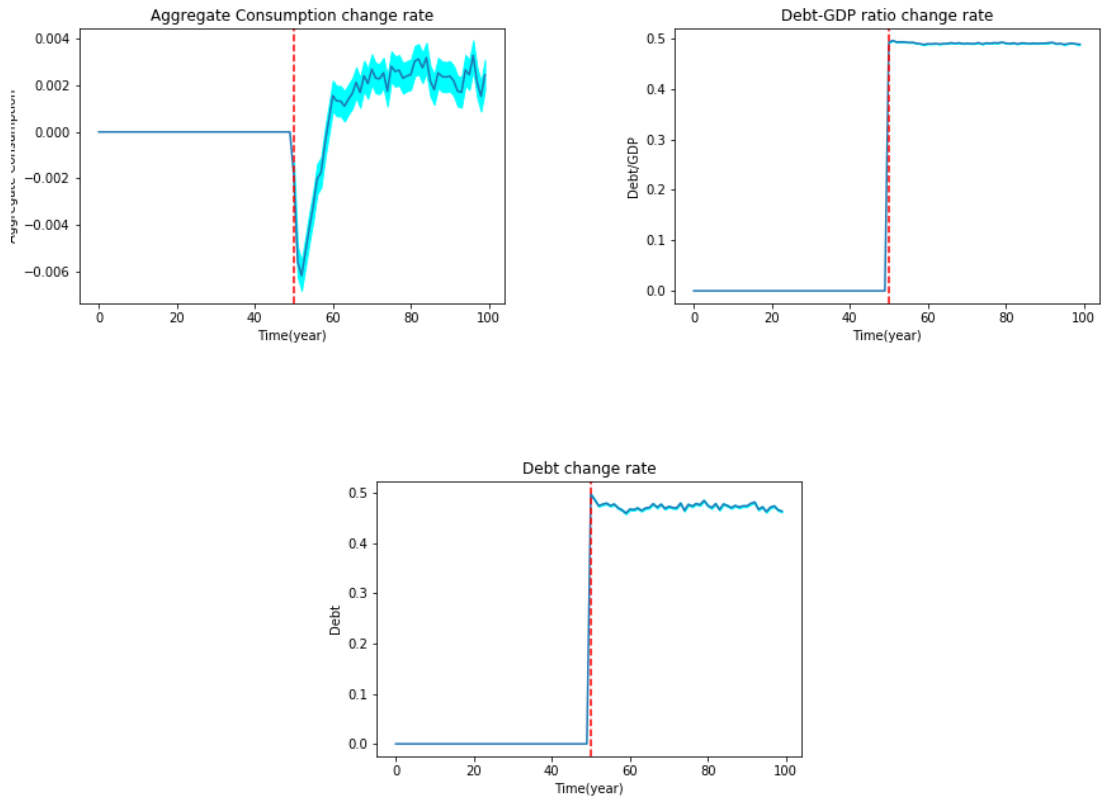 Aggregate Consumption change rate
0.004
0.002
0.000
−0.002
−0.004
−0.006
0 20 40 60 80 100
Time(year)
Debt-GDP ratio change rate
Debt/GDP
0.5
0.4
0.3
0.2
0.1
0.0
0 20 40 60 80 100
Time(year)
Debt change rate
Debt
0.5
0.4
0.3
0.2
0.1
0.0
0 20 40 60 80 100
Time(year)